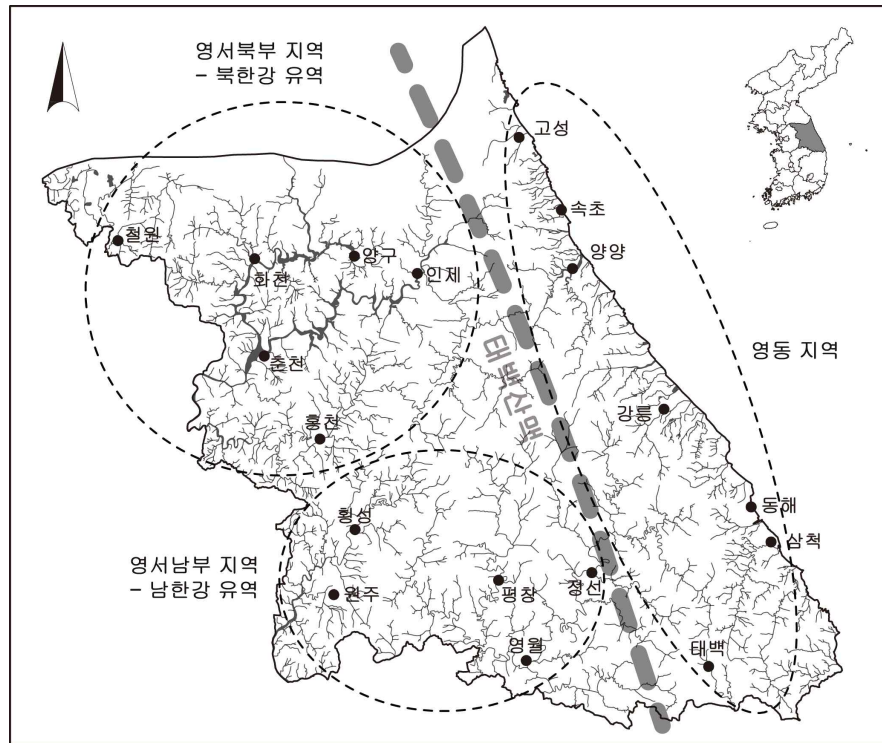 영서북부 지역
- 북한강 유역
고성
속초
철원
화천
양구
인제
양양
춘천
태백산맥
영동 지역
강릉
홍천
횡성
동해
삼척
영서남부 지역
- 남한강 유역
원주
평창
정선
영월
태백